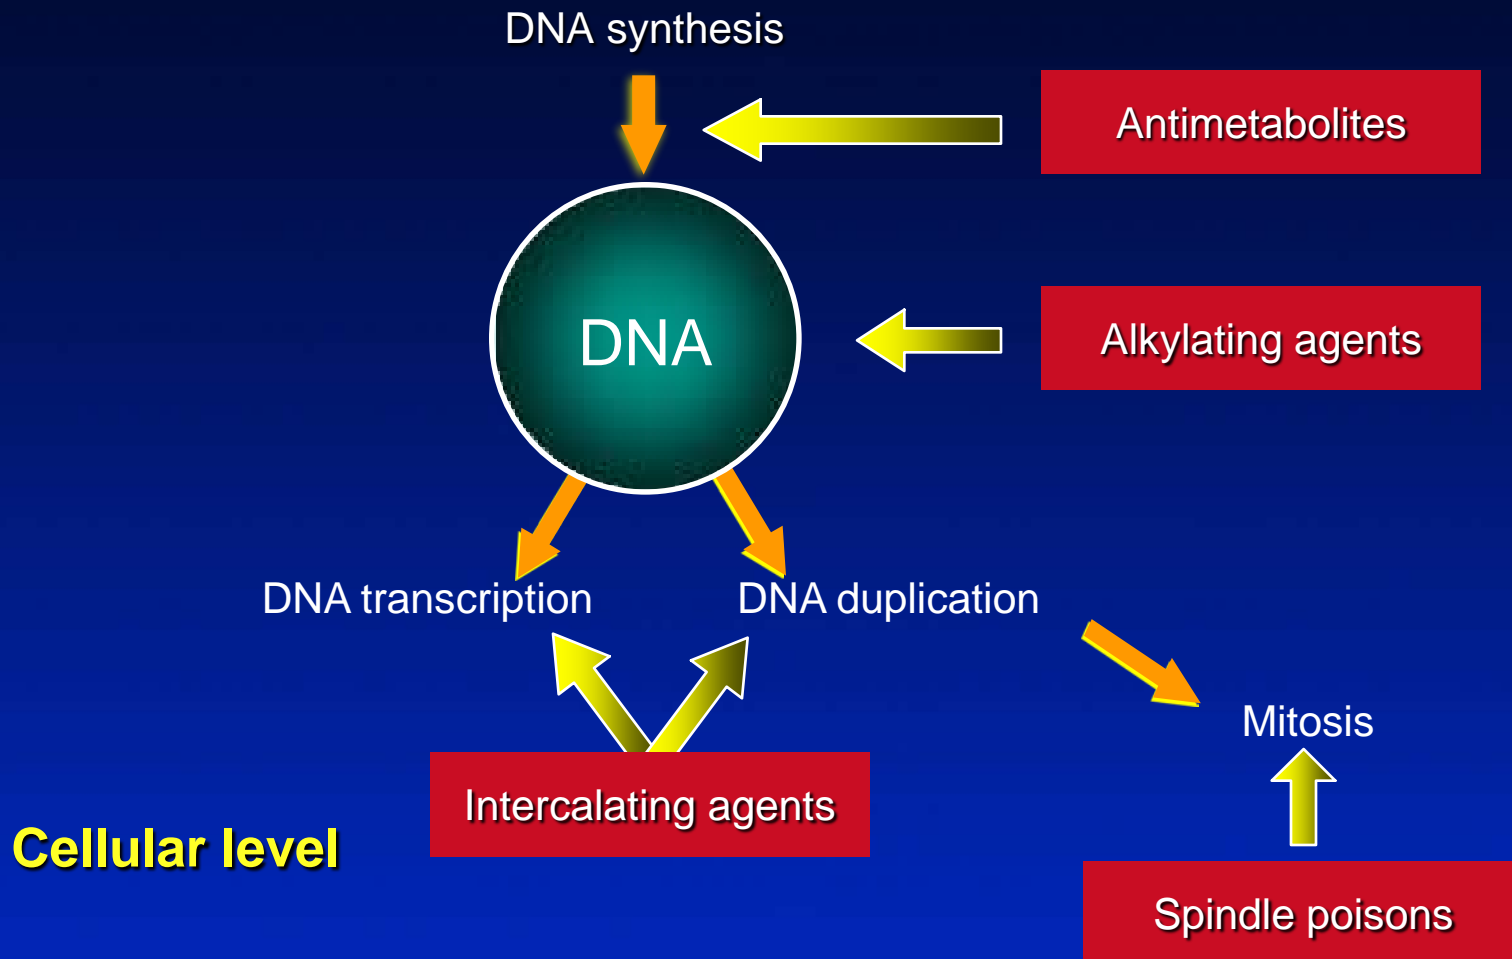 DNA synthesis
Antimetabolites
DNA
Alkylating agents
DNA transcription
DNA duplication
Mitosis
Intercalating agents
Cellular level
Spindle poisons